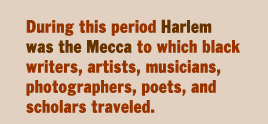 During this period Harlem
was the Mecca to which black
writers, artists, musicians,
photographers, poets, and
scholars traveled.